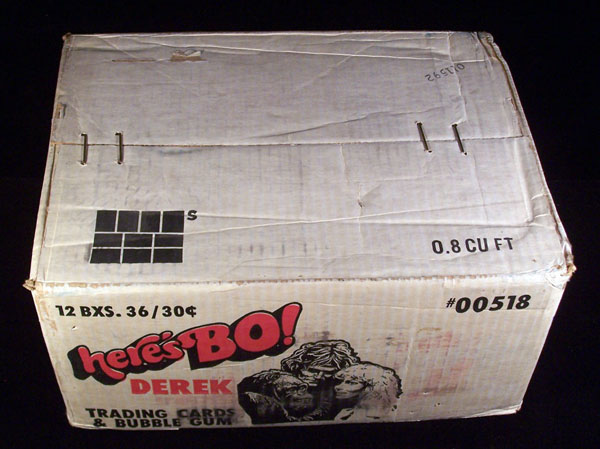 S
0.8 CU FT
12 BXS. 36/30¢
#00518
here's BO!
DEREK
TRADING CARDS
& BUBBLE GUM